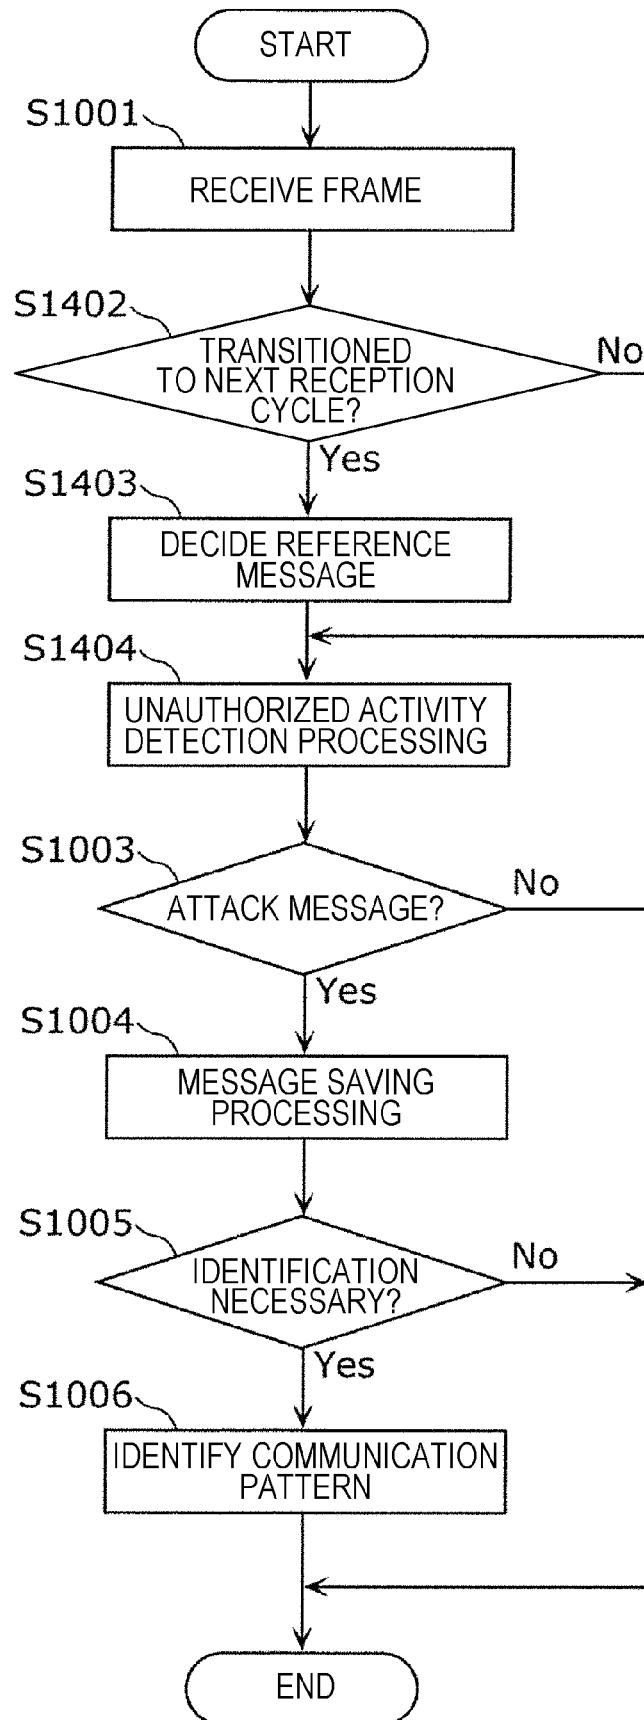 START
S1001
RECEIVE FRAME
S1402
TRANSITIONED
TO NEXT RECEPTION
CYCLE?
No
Yes
S1403
DECIDE REFERENCE
MESSAGE
S1404
UNAUTHORIZED ACTIVITY
DETECTION PROCESSING
S1003
ATTACK MESSAGE?
No
Yes
S1004
MESSAGE SAVING
PROCESSING
S1005
IDENTIFICATION
NECESSARY?
No
Yes
S1006
IDENTIFY COMMUNICATION
PATTERN
END